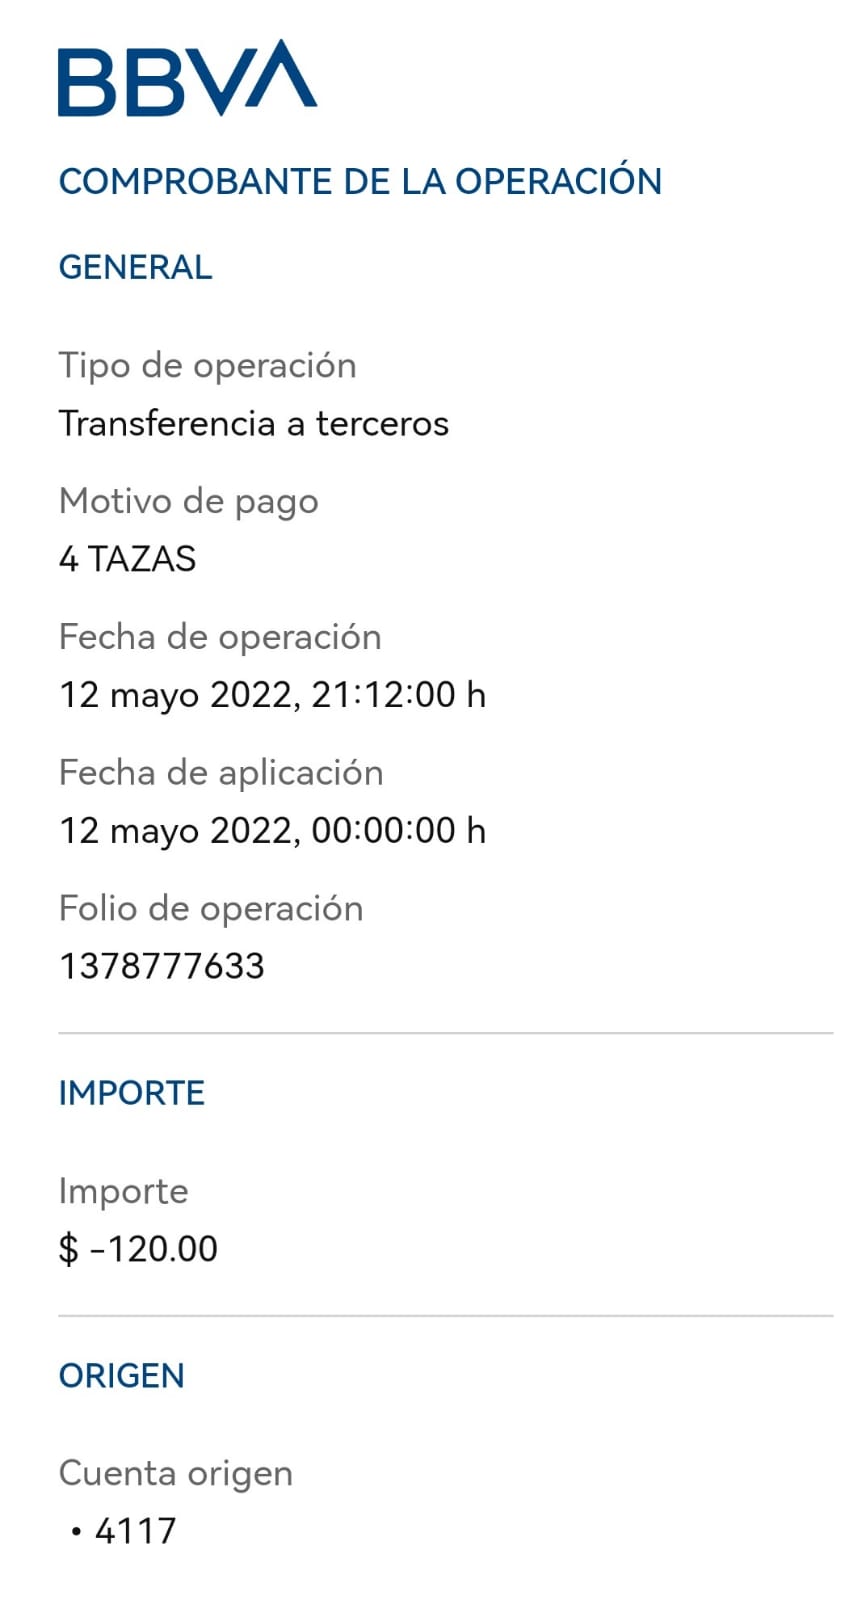 BBVA
COMPROBANTE DE LA OPERACIÓN
GENERAL
Tipo de operación
Transferencia a terceros
Motivo de pago
4 TAZAS
Fecha de operación
12 mayo 2022, 21:12:00 h
Fecha de aplicación
12 mayo 2022, 00:00:00 h
Folio de operación
1378777633
IMPORTE
Importe
$ -120.00
ORIGEN
Cuenta origen
• 4117